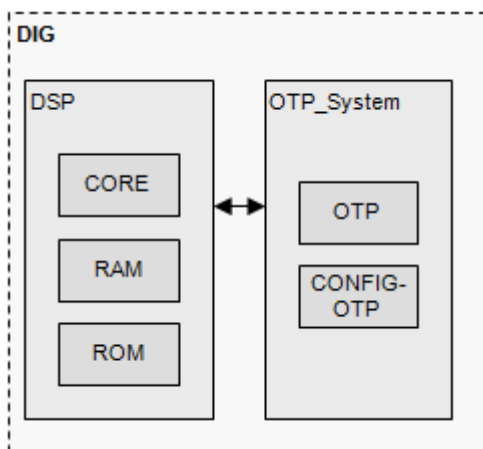 DIG
DSP
CORE
RAM
ROM
OTP_System
OTP
CONFIG-
OTP